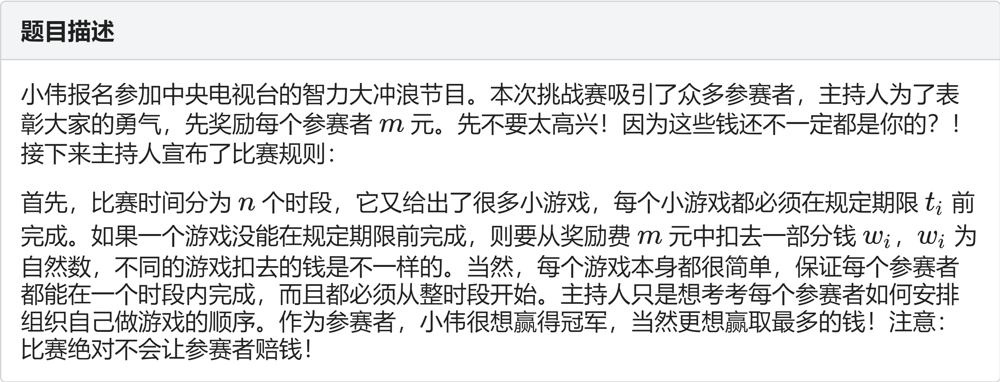 题目描述
小伟报名参加中央电视台的智力大冲浪节目。本次挑战赛吸引了众多参赛者，主持人为了表
彰大家的勇气，先奖励每个参赛者 m 元。先不要太高兴！因为这些钱还不一定都是你的？！
接下来主持人宣布了比赛规则：
首先，比赛时间分为 n 个时段，它又给出了很多小游戏，每个小游戏都必须在规定期限 t_i 前
完成。如果一个游戏没能在规定期限前完成，则要从奖励费 m 元中扣去一部分钱 w_i，w_i 为
自然数，不同的游戏扣去的钱是不一样的。当然，每个游戏本身都很简单，保证每个参赛者
都能在一个时段内完成，而且都必须从整时段开始。主持人只是想考考每个参赛者如何安排
组织自己做游戏的顺序。作为参赛者，小伟很想赢得冠军，当然更想赢取最多的钱！注意：
比赛绝对不会让参赛者赔钱！